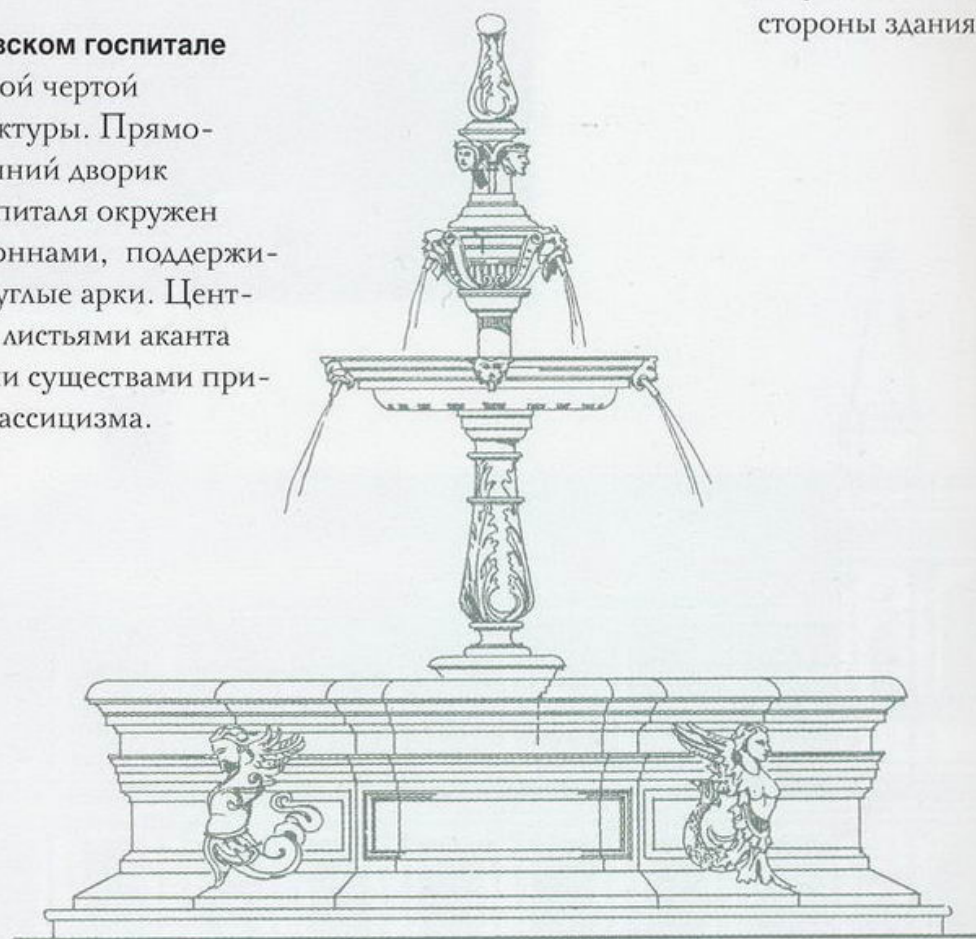 вском госпитале
ой чертой
ктуры. Прямо-
нний дворик
питаля окружен
оннами, поддержи-
углые арки. Цент-
листьями аканта
и существами при-
ассицизма.
стороны здания